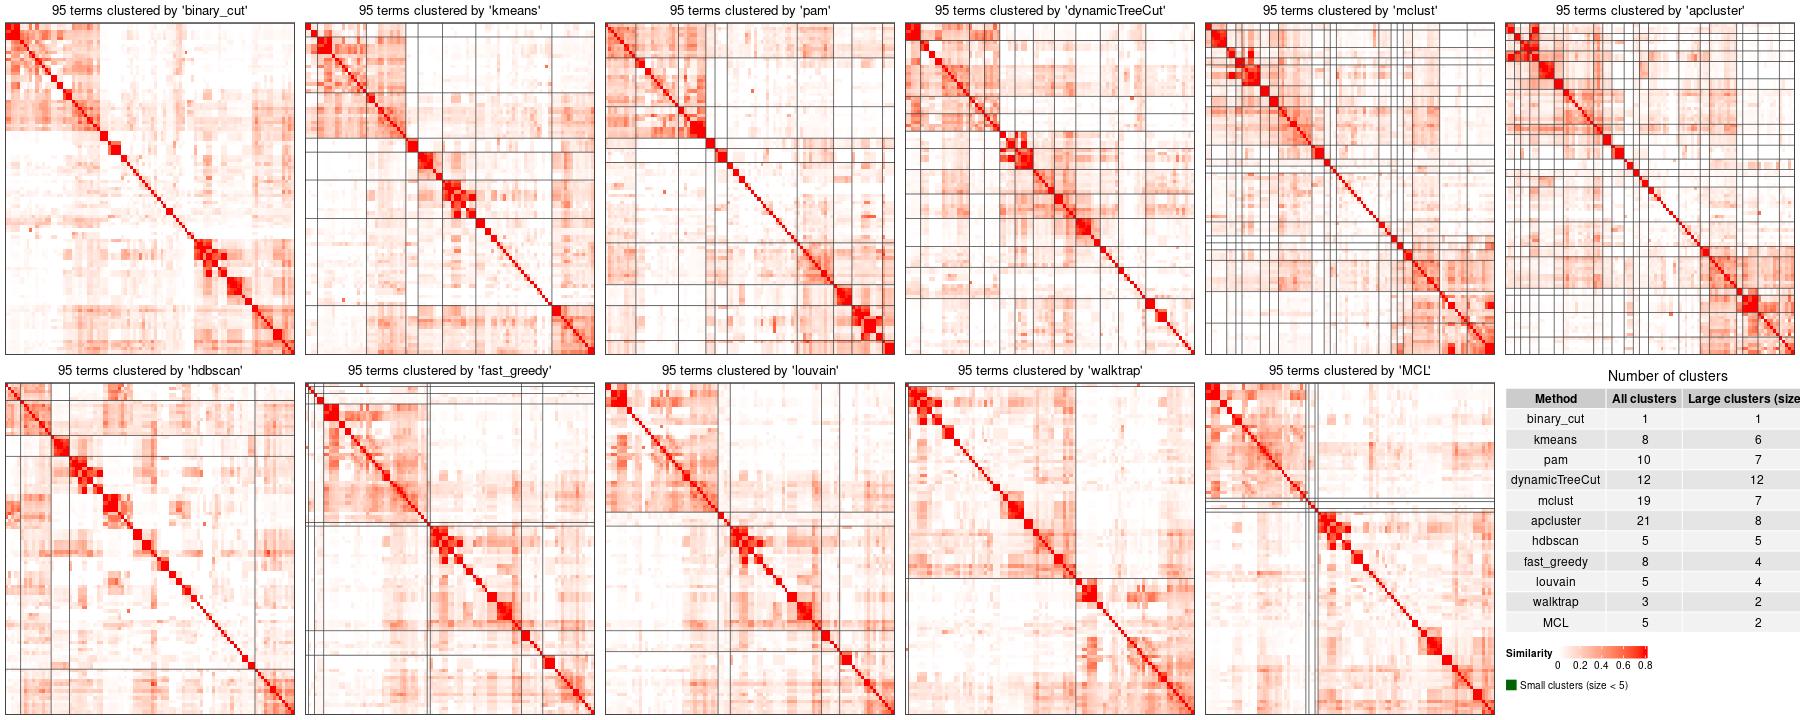 95 terms clustered by 'binary_cut'
95 terms clustered by 'kmeans'
95 terms clustered by 'pam'
95 terms clustered by 'dynamicTreeCut'
95 terms clustered by 'mclust'
95 terms clustered by 'apcluster'
95 terms clustered by 'hdbscan'
95 terms clustered by 'fast_greedy'
95 terms clustered by 'louvain'
95 terms clustered by 'walktrap'
95 terms clustered by 'MCL'
Number of clusters
Method All clusters Large clusters (size
binary_cut 1 1
kmeans 8 6
pam 10 7
dynamicTreeCut 12 12
mclust 19 7
apcluster 21 8
hdbscan 5 5
fast_greedy 8 4
louvain 5 4
walktrap 3 2
MCL 5 2
Similarity
0 0.2 0.4 0.6 0.8
Small clusters (size < 5)